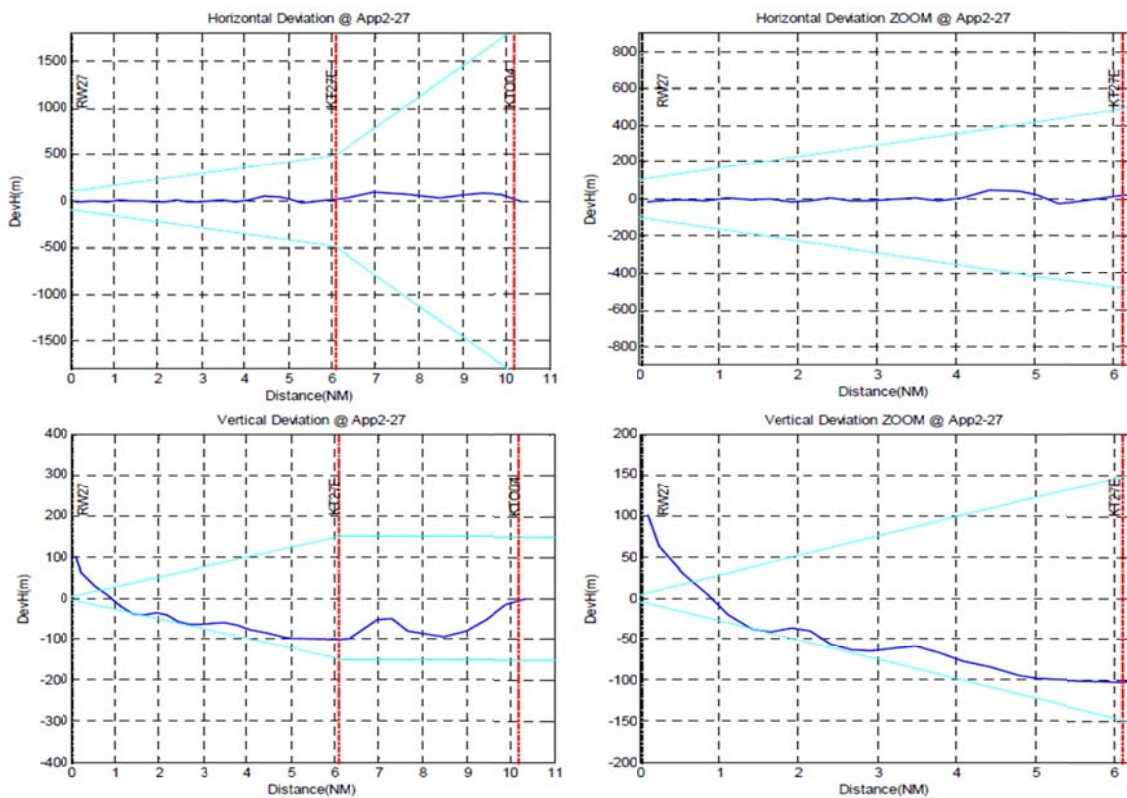 Horizontal Deviation @ App2-27
1500
1000
500
0
-500
-1000
-1500
DevH(m)
RW27
KT27E
KTO04
0 1 2 3 4 5 6 7 8 9 10 11
Distance(NM)
Horizontal Deviation ZOOM @ App2-27
800
600
400
200
0
-200
-400
-600
-800
DevH(m)
RW27
KT27E
0 1 2 3 4 5 6
Distance(NM)
Vertical Deviation @ App2-27
400
300
200
100
0
-100
-200
-300
-400
DevH(m)
RW27
KT27E
KTO04
0 1 2 3 4 5 6 7 8 9 10 11
Distance(NM)
Vertical Deviation ZOOM @ App2-27
200
150
100
50
0
-50
-100
-150
-200
DevH(m)
RW27
KT27E
0 1 2 3 4 5 6
Distance(NM)